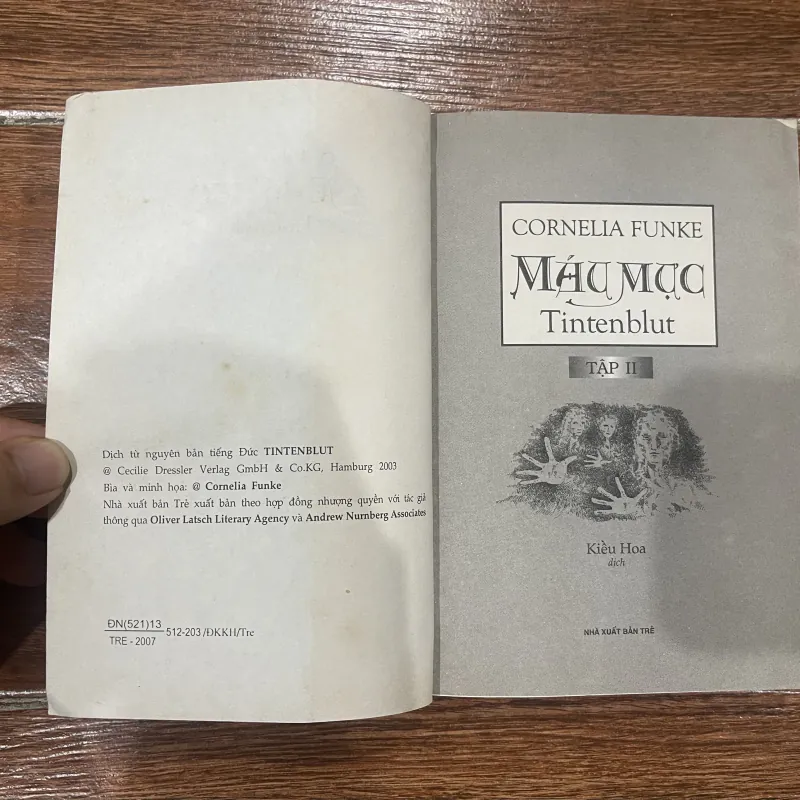 Dịch từ nguyên bản tiếng Đức TINTENBLUT
@ Cecilie Dressler Verlag GmbH & Co.KG, Hamburg 2003
Bìa và minh họa: @ Cornelia Funke
Nhà xuất bản Trẻ xuất bản theo hợp đồng nhượng quyền với tác giả
thông qua Oliver Latsch Literary Agency và Andrew Nurnberg Associates
ĐN(521)13
TRE - 2007
512-203/ĐKKH/Tre
CORNELIA FUNKE
MÁU MỰC
Tintenblut
TẬP II
Kiều Hoa
dịch
NHÀ XUẤT BẢN TRẺ